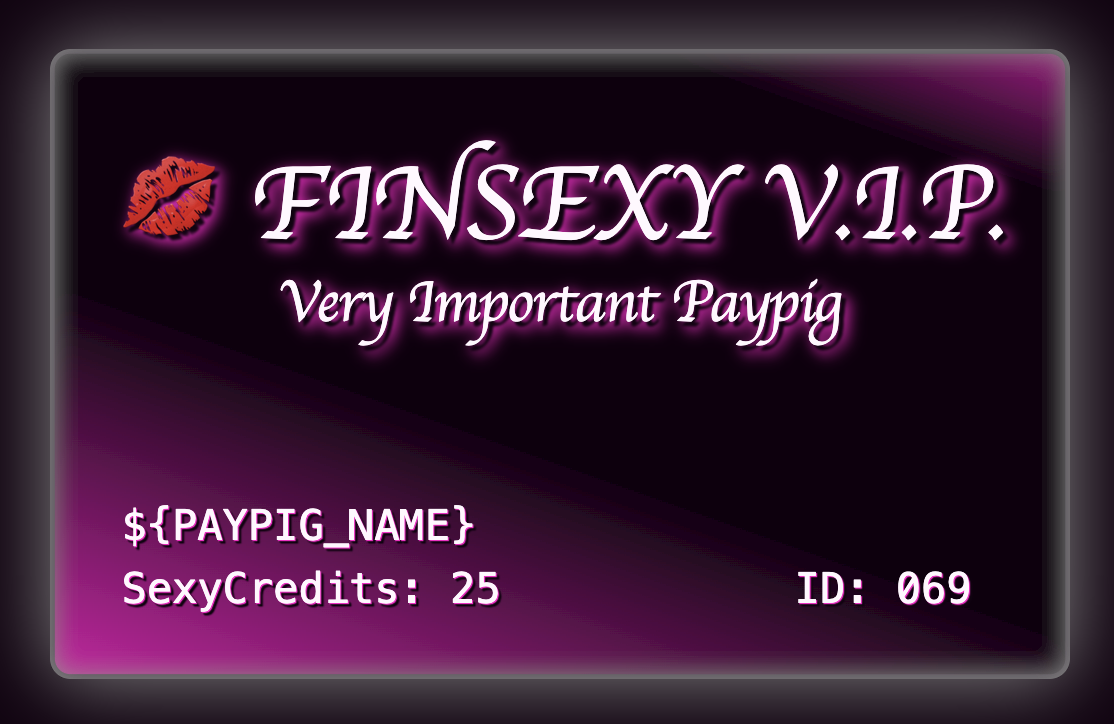 FINSEXY V.I.P.
Very Important Paypig
${PAYPIG_NAME}
SexyCredits: 25
ID: 069